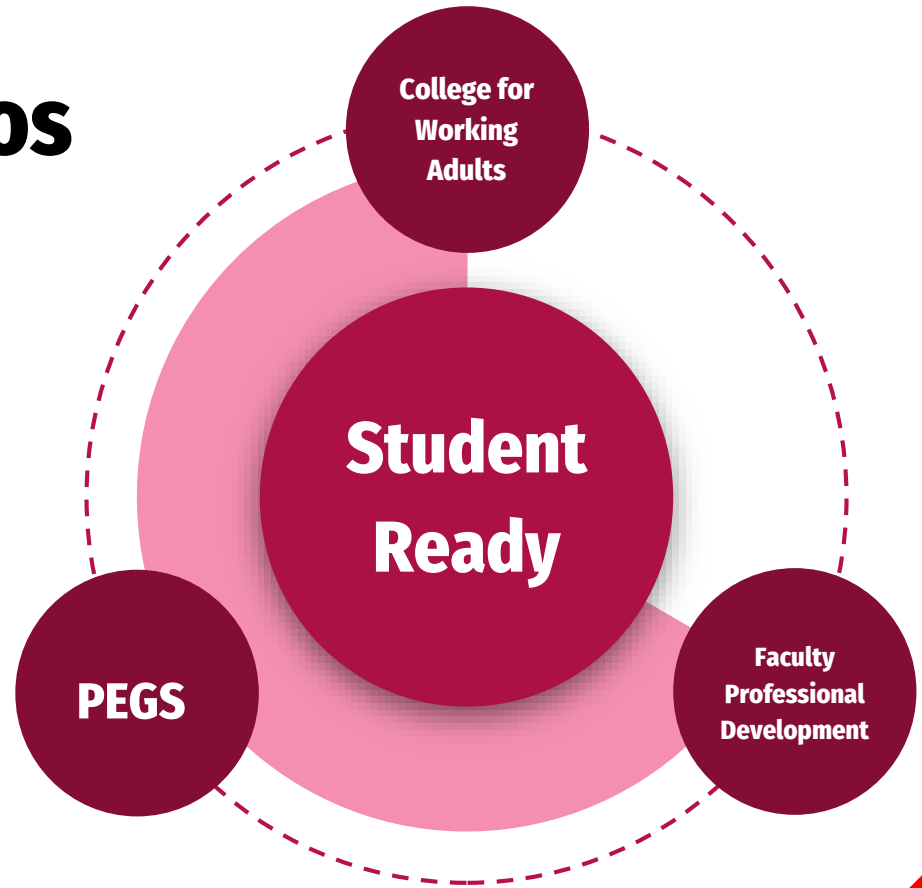 College for
Working
Adults
Student
Ready
PEGS
Faculty
Professional
Development